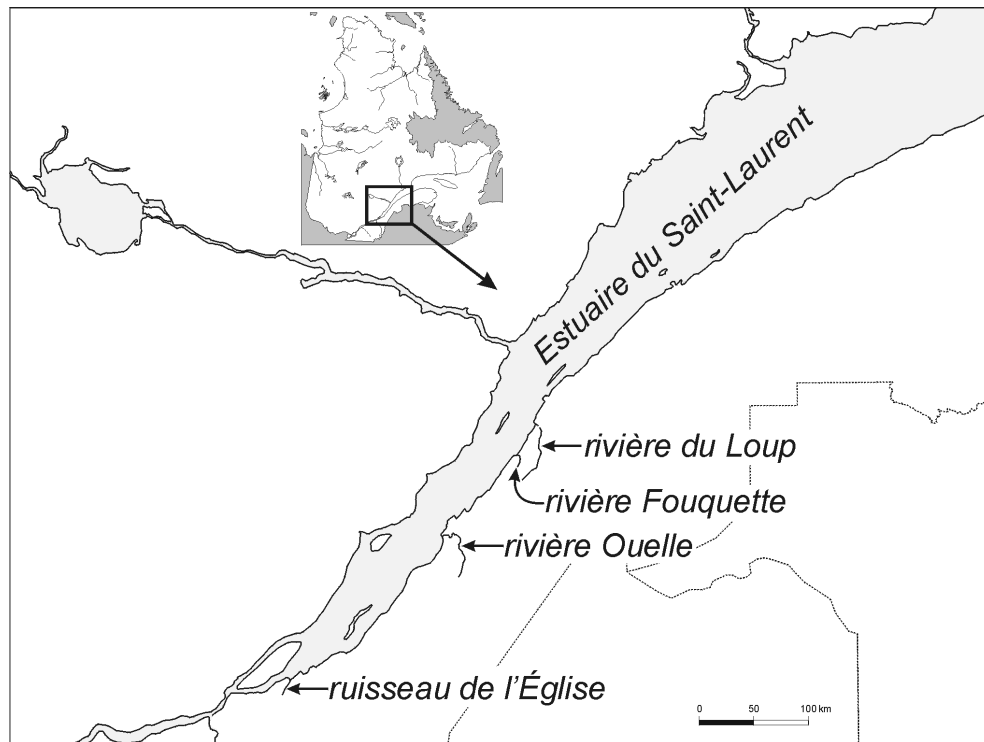 Estuaire du Saint-Laurent
rivière du Loup
rivière Fouquette
rivière Ouelle
ruisseau de l'Église
0 50 100 km